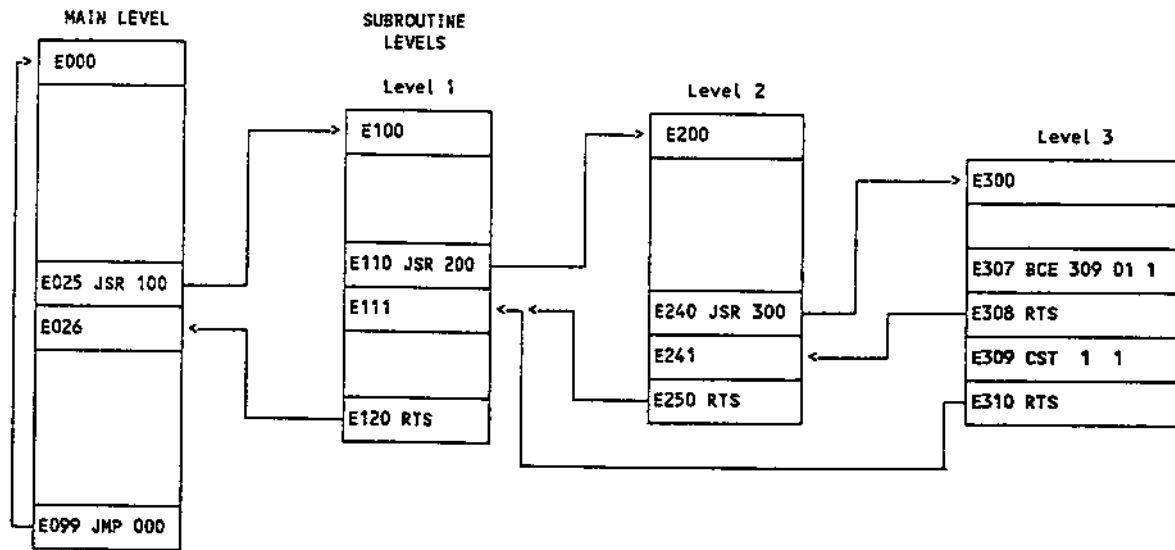 MAIN LEVEL
E000
E025 JSR 100
E026
E099 JMP 000
SUBROUTINE
LEVELS
Level 1
E100
E110 JSR 200
E111
E120 RTS
Level 2
E200
E240 JSR 300
E241
E250 RTS
Level 3
E300
E307 BCE 309 01 1
E308 RTS
E309 CST 1 1
E310 RTS